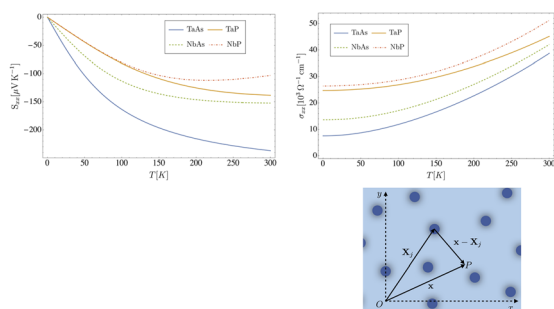 TaAs TaP
NbAs NbP
S_xx[μV K⁻¹]
0
−50
−100
−150
−200
0 50 100 150 200 250 300
T[K]
TaAs TaP
NbAs NbP
σ_xx[10³ Ω⁻¹ cm⁻¹]
50
40
30
20
10
0
0 50 100 150 200 250 300
T[K]
y
X_j
x − X_j
P
x
O
x